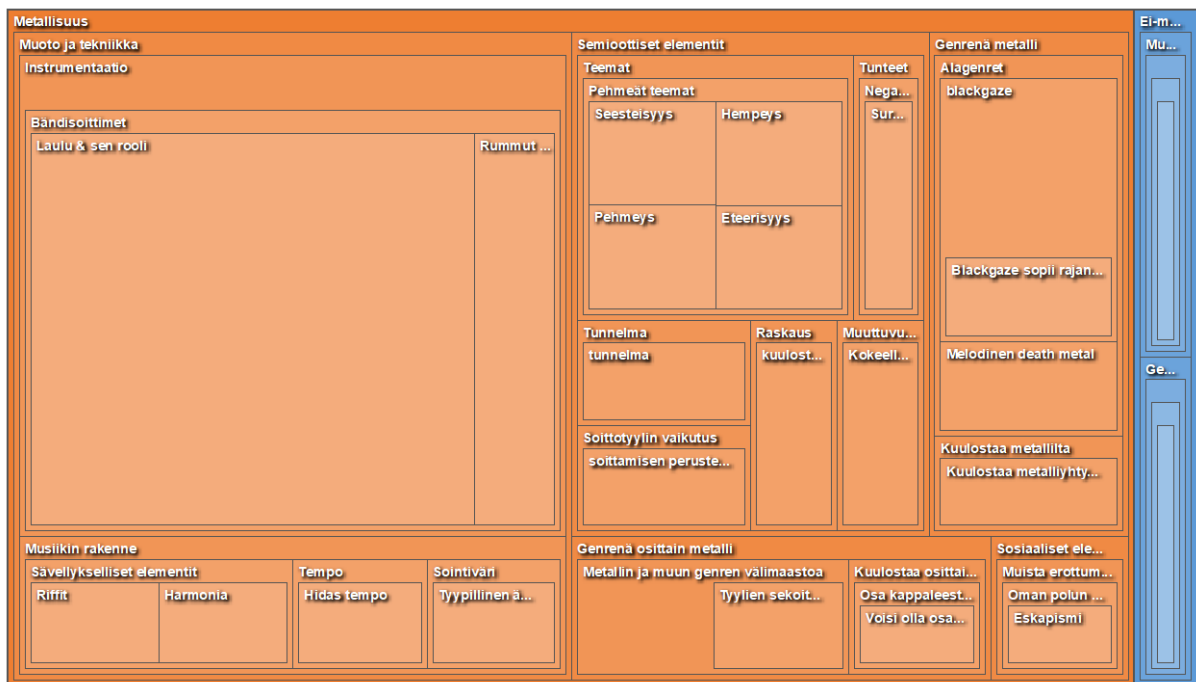 Metallisuus
Muoto ja tekniikka
Instrumentaatio
Bändisoittimet
Laulu & sen rooli
Rummut ...
Musiikin rakenne
Sävellykselliset elementit
Riffit
Harmonia
Tempo
Hidas tempo
Sointiväri
Tyypillinen ä...
Semioottiset elementit
Teemat
Pehmeät teemat
Seesteisyys
Hempeys
Pehmeys
Eteerisyys
Tunteet
Nega...
Sur...
Tunnelma
tunnelma
Soittotyylin vaikutus
soittamisen peruste...
Raskaus
kuulost...
Muuttuvu...
Kokeell...
Genrenä metalli
Alagenret
blackgaze
Blackgaze sopii rajan...
Melodinen death metal
Kuulostaa metallilta
Kuulostaa metalliyhty...
Genrenä osittain metalli
Metallin ja muun genren välimaastoa
Tyylien sekoit...
Kuulostaa osittai...
Osa kappaleest...
Voisi olla osa...
Sosiaaliset ele...
Muista erottum...
Oman polun ...
Eskapismi
Ei-m...
Mu...
Ge...